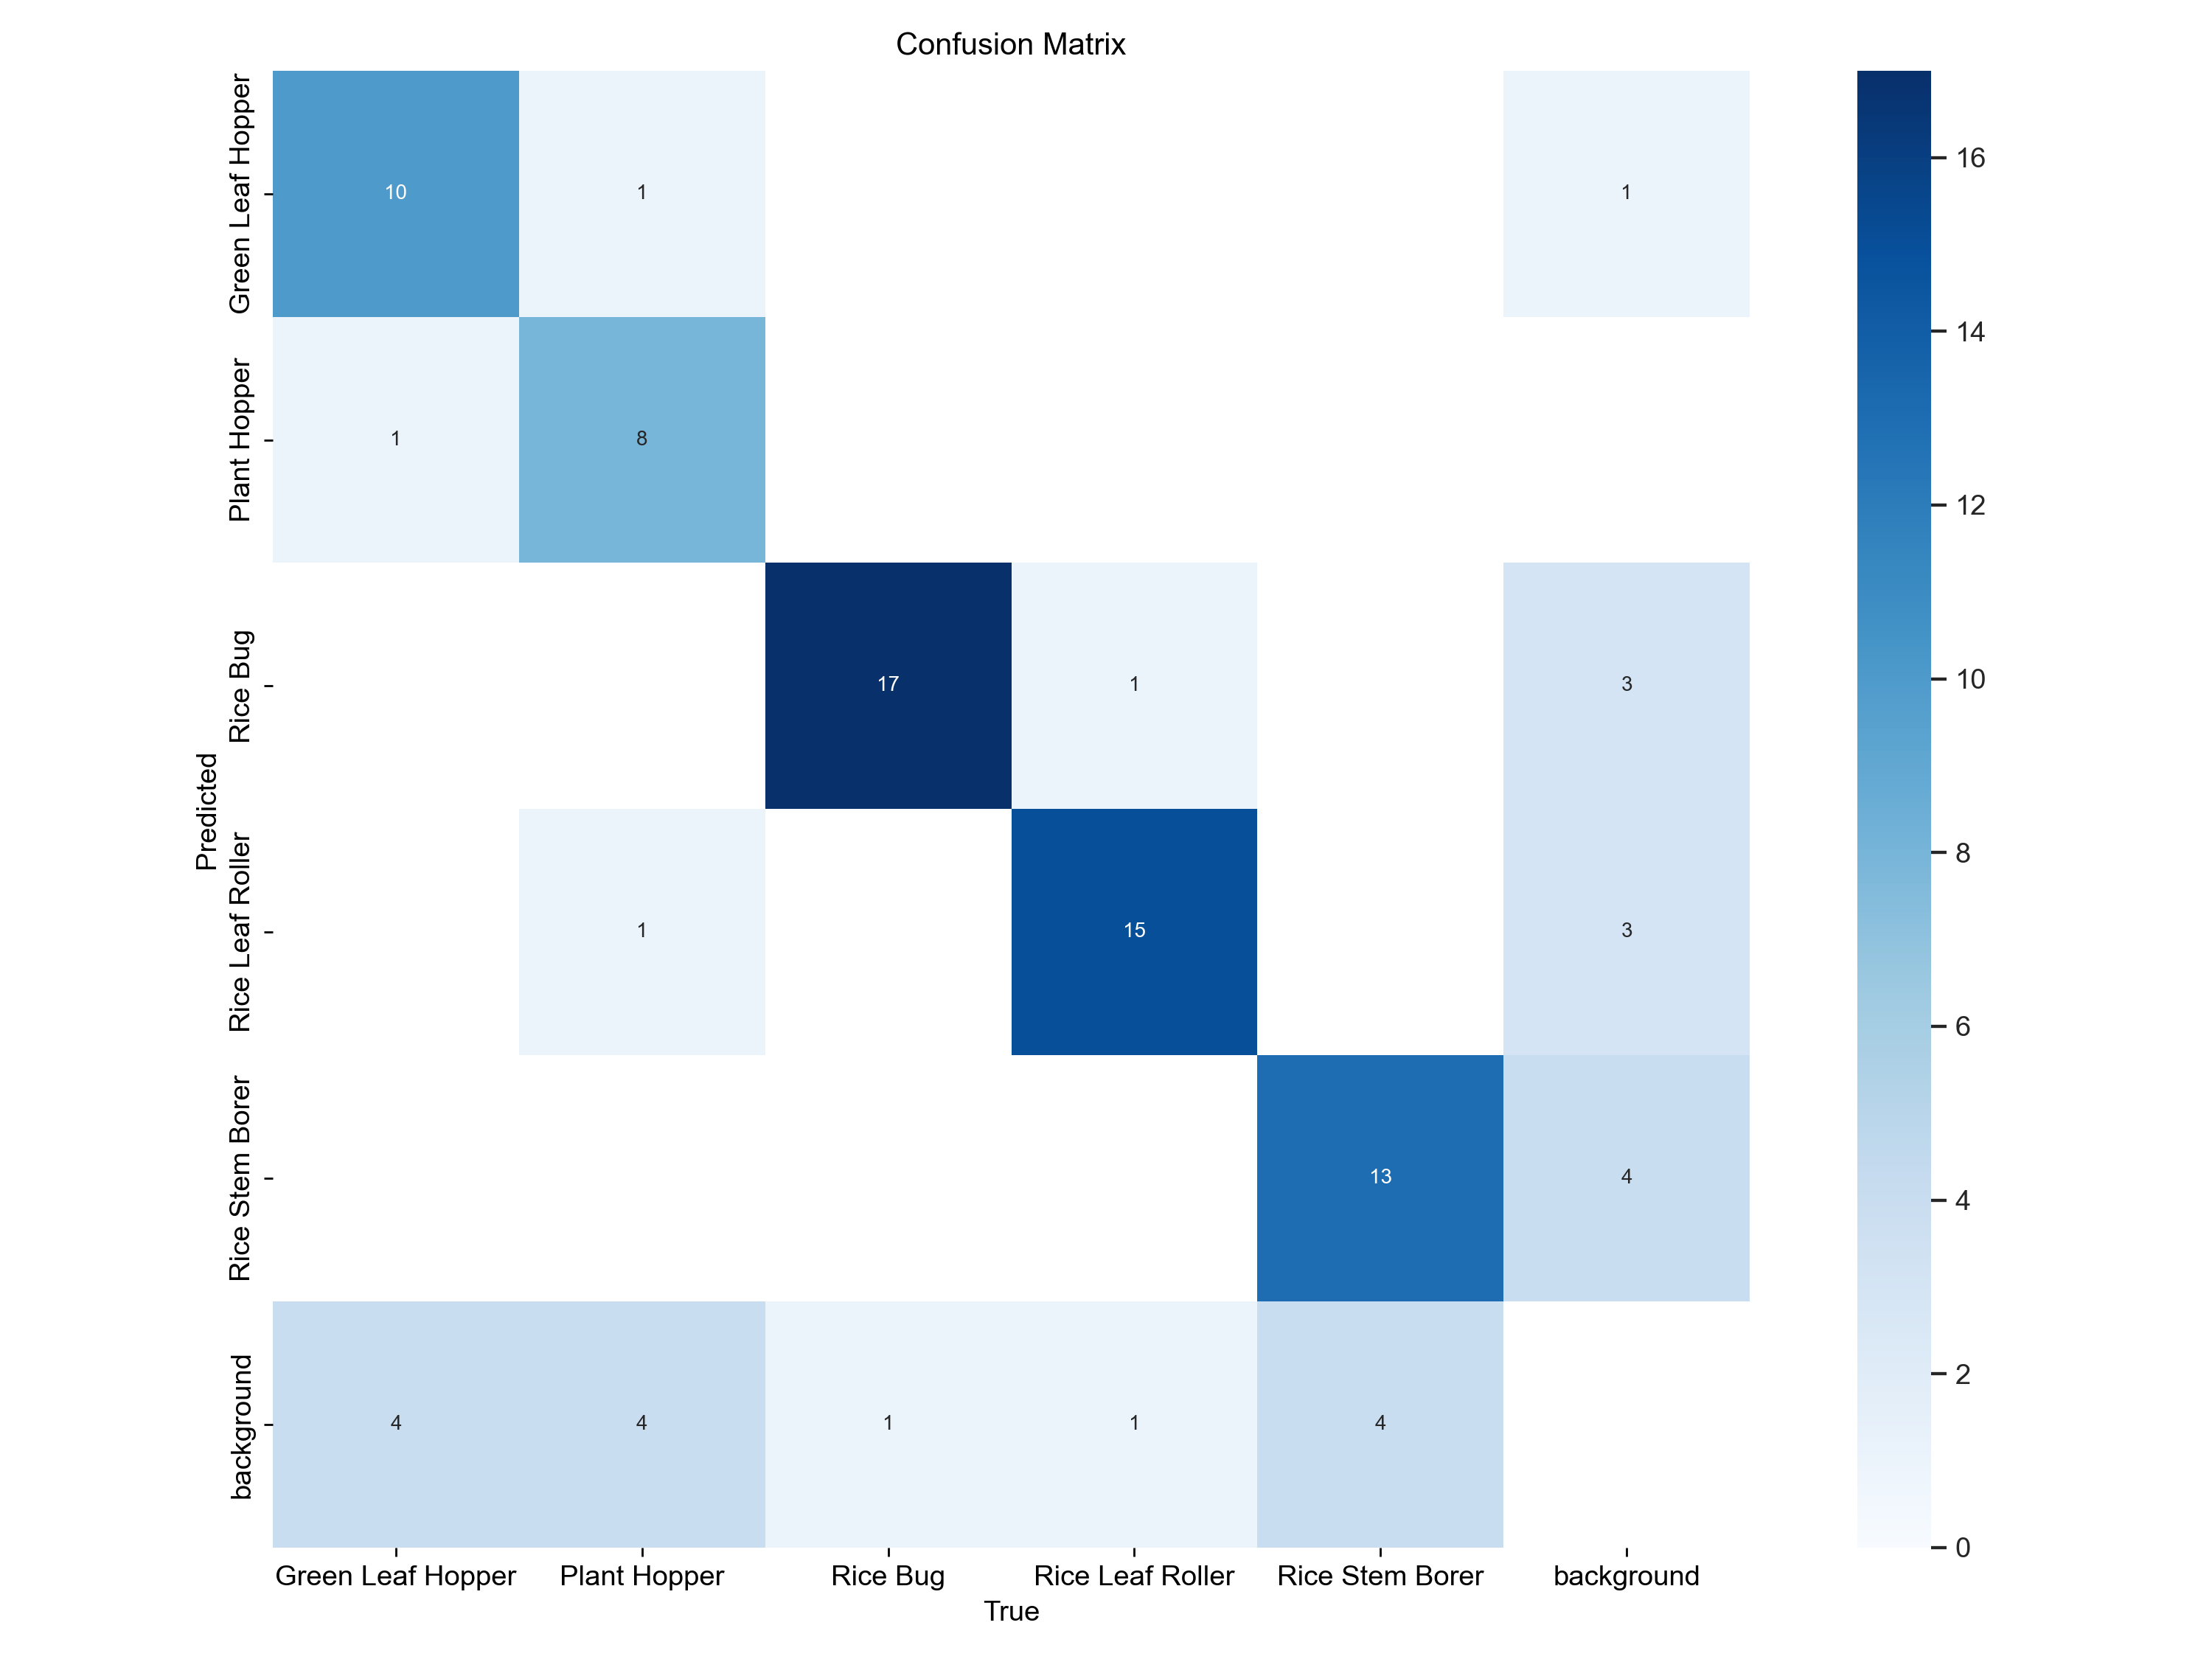 Confusion Matrix
Green Leaf Hopper
10
1
1
Plant Hopper
1
8
Rice Bug
17
1
3
Rice Leaf Roller
1
15
3
Rice Stem Borer
13
4
background
4
4
1
1
4
Predicted
Green Leaf Hopper
Plant Hopper
Rice Bug
Rice Leaf Roller
Rice Stem Borer
background
True
16
14
12
10
8
6
4
2
0